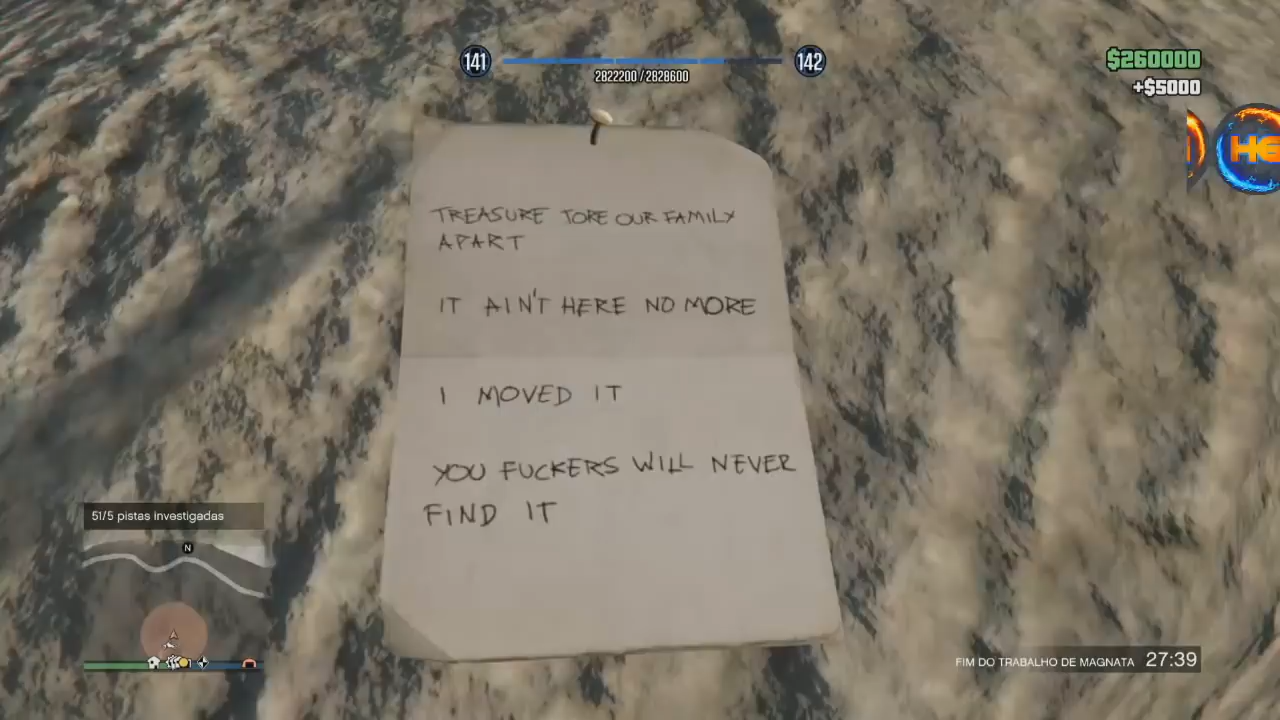 141
142
2822200/2828600
$260000
+$5000
HG
TREASURE TORE OUR FAMILY
APART
IT AIN'T HERE NO MORE
I MOVED IT
YOU FUCKERS WILL NEVER
FIND IT
51/5 pistas investigadas
N
FIM DO TRABALHO DE MAGNATA 27:39